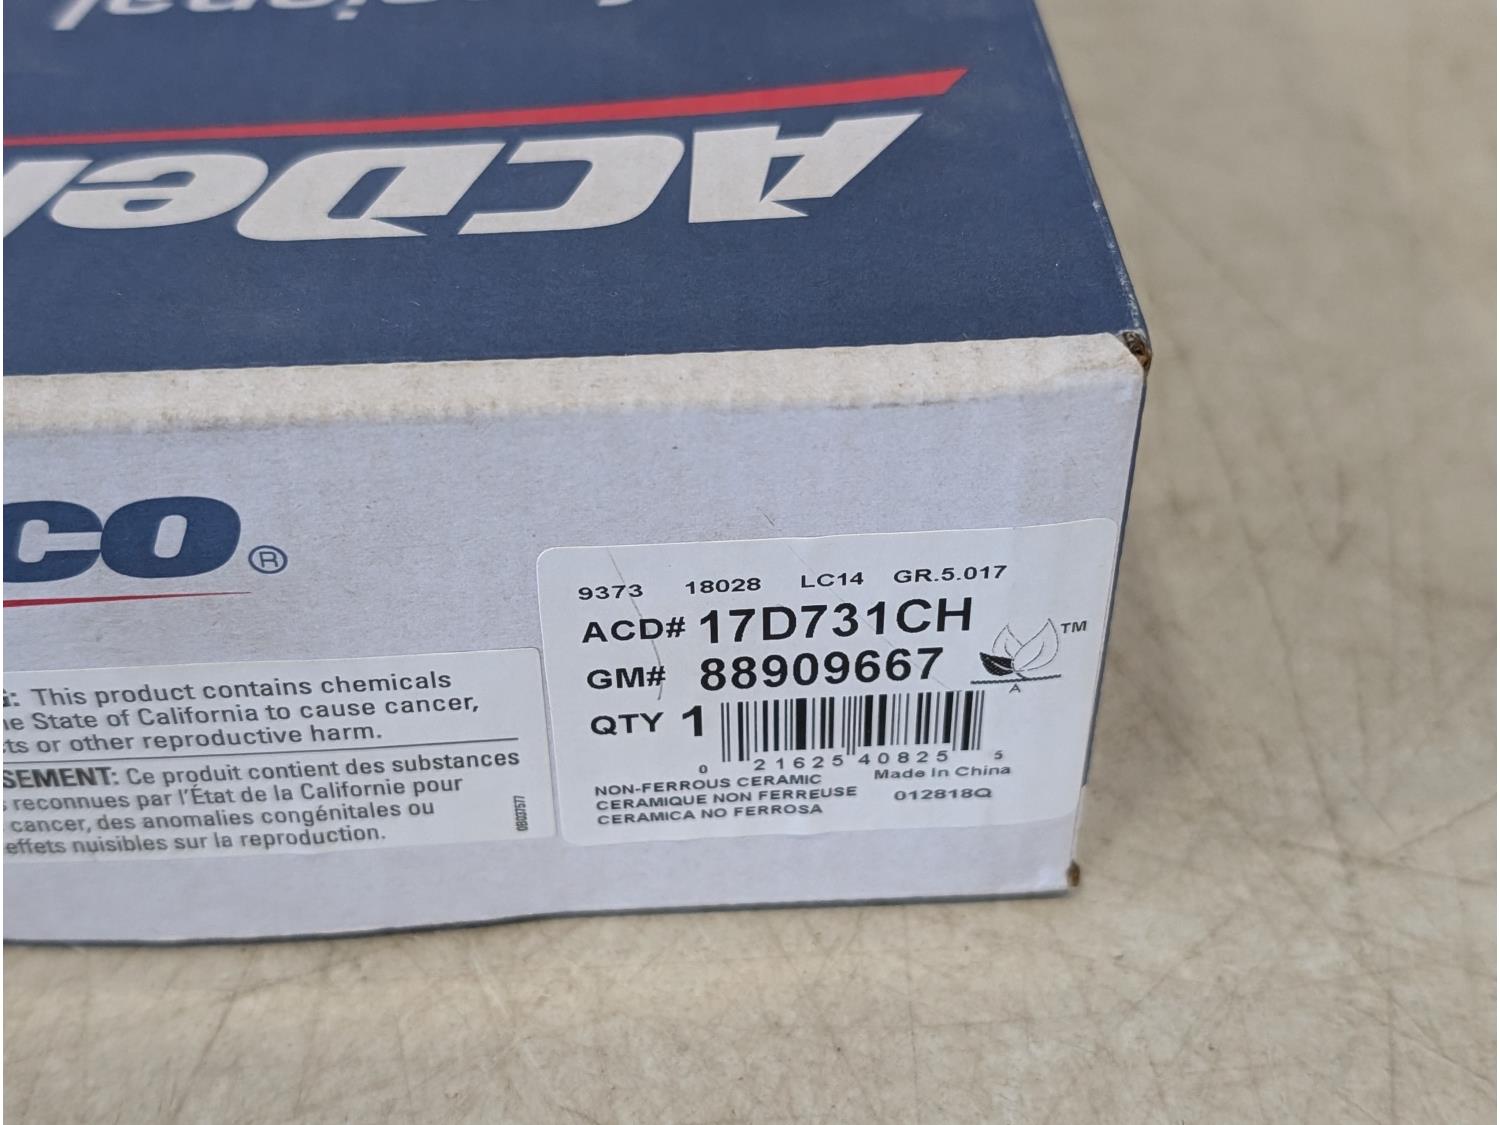 ACDel
CO®
9373 18028 LC14 GR.5.017
ACD# 17D731CH
GM# 88909667
TM
A
QTY 1
0 21625 40825 5
NON-FERROUS CERAMIC
CERAMIQUE NON FERREUSE
CERAMICA NO FERROSA
Made In China
012818Q
G: This product contains chemicals
he State of California to cause cancer,
cts or other reproductive harm.
SEMENT: Ce produit contient des substances
reconnues par l'État de la Californie pour
cancer, des anomalies congénitales ou
effets nuisibles sur la reproduction.